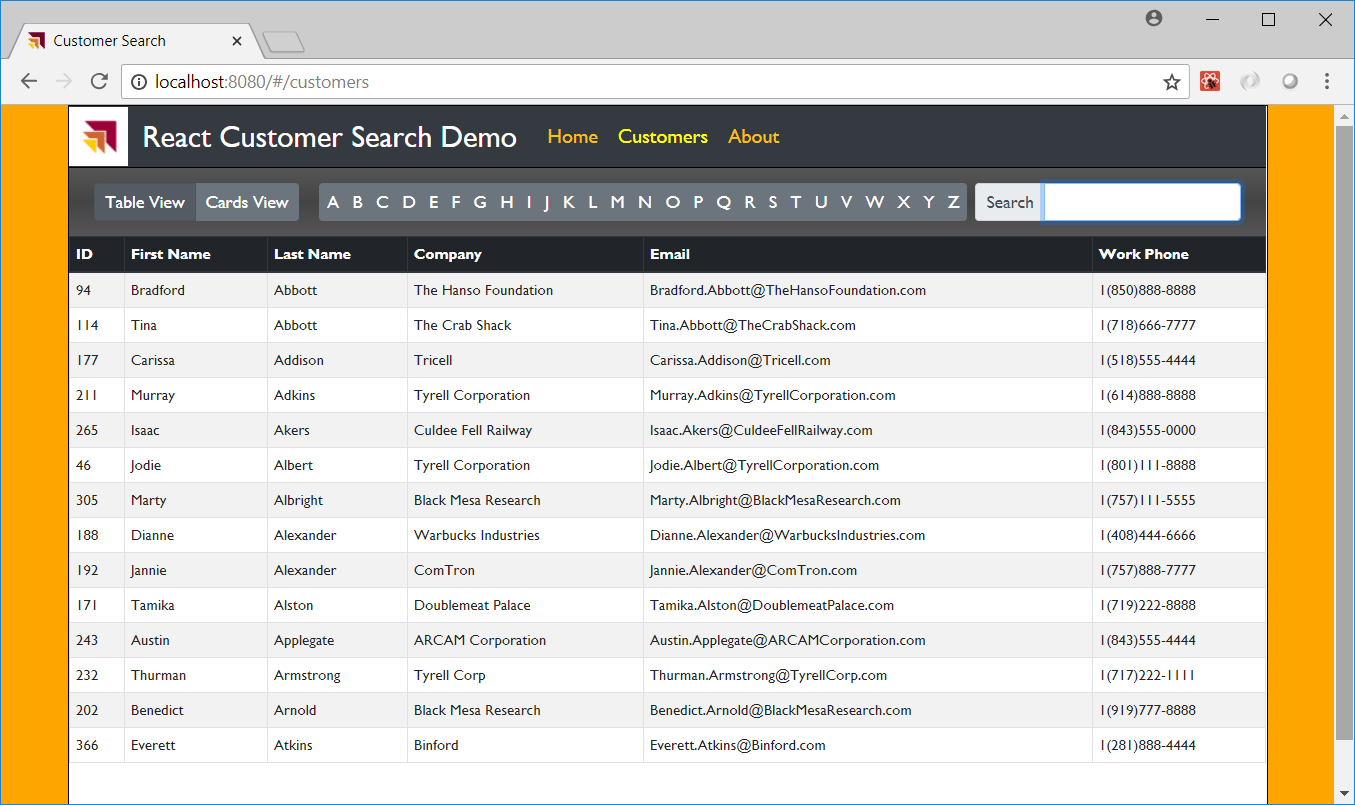 Customer Search
localhost:8080/#/customers
React Customer Search Demo Home Customers About
Table View Cards View A B C D E F G H I J K L M N O P Q R S T U V W X Y Z Search
ID First Name Last Name Company Email Work Phone
94 Bradford Abbott The Hanso Foundation Bradford.Abbott@TheHansoFoundation.com 1(850)888-8888
114 Tina Abbott The Crab Shack Tina.Abbott@TheCrabShack.com 1(718)666-7777
177 Carissa Addison Tricell Carissa.Addison@Tricell.com 1(518)555-4444
211 Murray Adkins Tyrell Corporation Murray.Adkins@TyrellCorporation.com 1(614)888-8888
265 Isaac Akers Culdee Fell Railway Isaac.Akers@CuldeeFellRailway.com 1(843)555-0000
46 Jodie Albert Tyrell Corporation Jodie.Albert@TyrellCorporation.com 1(801)111-8888
305 Marty Albright Black Mesa Research Marty.Albright@BlackMesaResearch.com 1(757)111-5555
188 Dianne Alexander Warbucks Industries Dianne.Alexander@WarbucksIndustries.com 1(408)444-6666
192 Jannie Alexander ComTron Jannie.Alexander@ComTron.com 1(757)888-7777
171 Tamika Alston Doublemeat Palace Tamika.Alston@DoublemeatPalace.com 1(719)222-8888
243 Austin Applegate ARCAM Corporation Austin.Applegate@ARCAMCorporation.com 1(843)555-4444
232 Thurman Armstrong Tyrell Corp Thurman.Armstrong@TyrellCorp.com 1(717)222-1111
202 Benedict Arnold Black Mesa Research Benedict.Arnold@BlackMesaResearch.com 1(919)777-8888
366 Everett Atkins Binford Everett.Atkins@Binford.com 1(281)888-4444